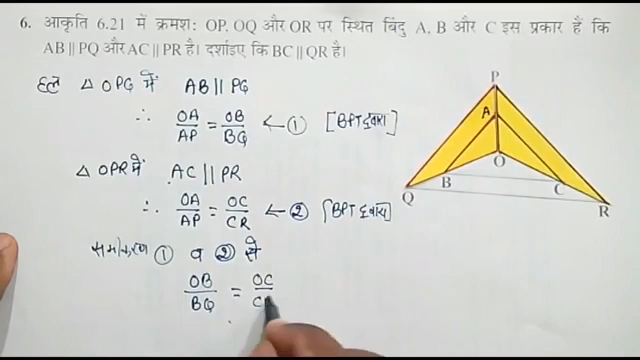 6. आकृति 6.21 में क्रमश: OP, OQ और OR पर स्थित बिंदु A, B और C इस प्रकार हैं कि
AB || PQ और AC || PR है। दर्शाइए कि BC || QR है।
हल △ OPQ में AB || PQ
∴ OA/AP = OB/BQ ← ① [BPT द्वारा]
△ OPR में AC || PR
∴ OA/AP = OC/CR ← ② [BPT द्वारा]
समीकरण ① व ② से
OB/BQ = OC/C
P
A
O
B
C
Q
R